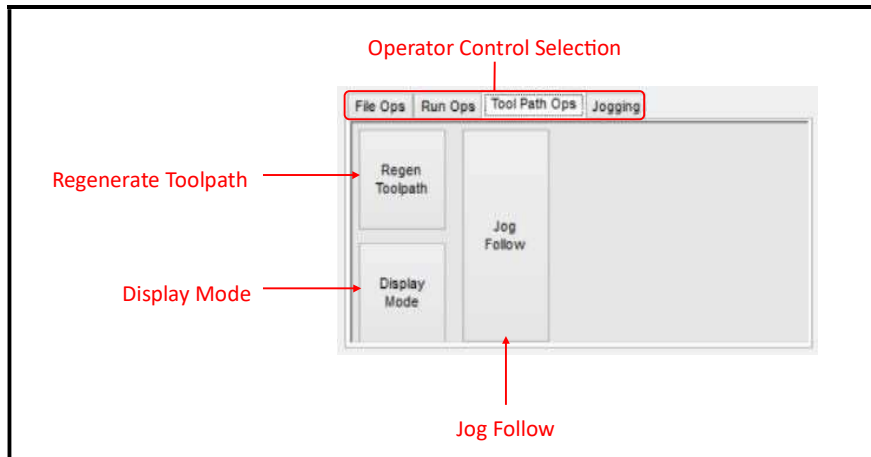 Operator Control Selection
File Ops Run Ops Tool Path Ops Jogging
Regenerate Toolpath
Regen
Toolpath
Jog
Follow
Display Mode
Display
Mode
Jog Follow